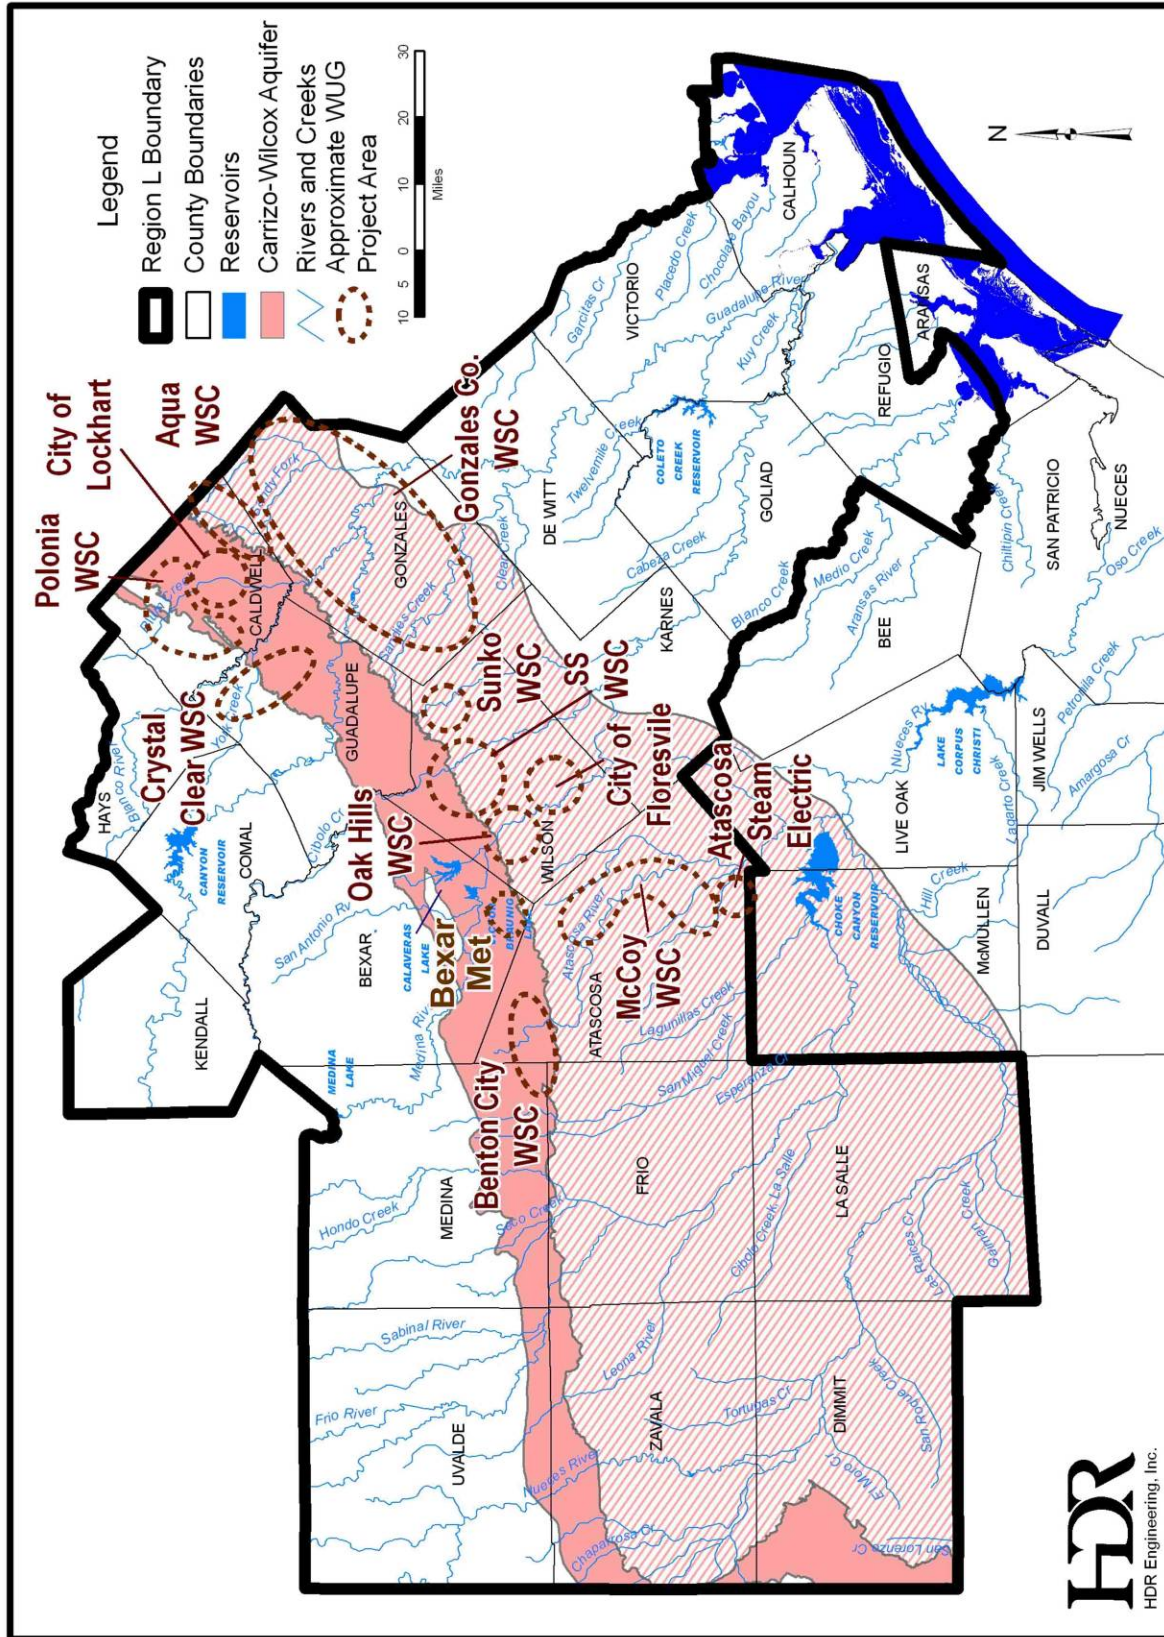 Legend
Region L Boundary
County Boundaries
Reservoirs
Carrizo-Wilcox Aquifer
Rivers and Creeks
Approximate WUG
Project Area
10 5 0 10 20 30
Miles
N
Polonia
WSC
City of
Lockhart
Aqua
WSC
Gonzales Co.
WSC
Crystal
Clear WSC
Sunko
WSC
SS
WSC
Oak Hills
WSC
City of
Floresvile
Bexar
Met
Benton City
WSC
McCoy
WSC
Atascosa
Steam
Electric
HAYS
Blanco River
York Creek
CALDWELL
GUADALUPE
GONZALES
Sandies Creek
Clear Creek
CANYON
RESERVOIR
COMAL
Cibolo Cr
KENDALL
San Antonio Rv
BEXAR
CALAVERAS
LAKE
BRAUNIG
WILSON
MEDINA
LAKE
Medina Riv
MEDINA
Hondo Creek
Seco Creek
Sabinal River
Frio River
UVALDE
Nueces River
Chaparrosa Cr
ATASCOSA
Atascosa River
Lagunillas Creek
San Miguel Creek
Esperanza Cr
FRIO
Leona River
Cibolo Creek, La Salle
ZAVALA
Tortugas Cr
LA SALLE
Las Raices Cr
DIMMIT
San Roque Creek
El Moro Cr
San Lorenzo Cr
KARNES
DE WITT
Twelvemile Creek
COLETO
CREEK
RESERVOIR
Cabeza Creek
GOLIAD
VICTORIO
Garcitas Cr
Placedo Creek
Chocolate Bayou
CALHOUN
Guadalupe River
Kuy Creek
REFUGIO
ARANSAS
Blanco Creek
Medio Creek
Aransas River
BEE
CHOKE
CANYON
RESERVOIR
LIVE OAK
Nueces Rv
LAKE
CORPUS
CHRISTI
Lagarto Creek
Hill Creek
McMULLEN
DUVALL
JIM WELLS
Amargosa Cr
Petronila Creek
SAN PATRICIO
Chiltipin Creek
NUECES
Oso Creek
HDR
HDR Engineering, Inc.